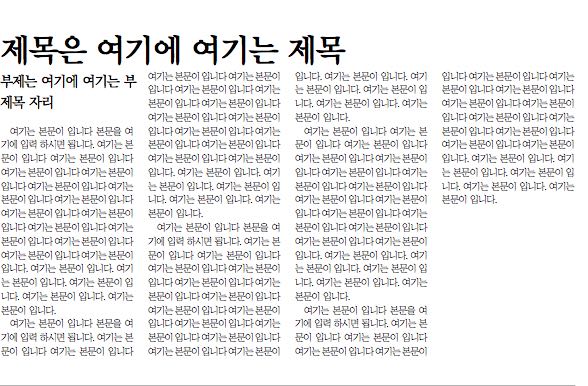 제목은 여기에 여기는 제목
부제는 여기에 여기는 부
제목 자리
여기는 본문이 입니다 본문을 여
기에 입력 하시면 됩니다. 여기는 본
문이 입니다 여기는 본문이 입니다
여기는 본문이 입니다 여기는 본문이
입니다 여기는 본문이 입니다 여기는
본문이 입니다 여기는 본문이 입니다
여기는 본문이 입니다 여기는 본문이
입니다 여기는 본문이 입니다 여기는
본문이 입니다 여기는 본문이 입니다
여기는 본문이 입니다 여기는 본문이
입니다. 여기는 본문이 입니다. 여기
는 본문이 입니다. 여기는 본문이 입
니다. 여기는 본문이 입니다. 여기는
본문이 입니다.
여기는 본문이 입니다 본문을 여
기에 입력 하시면 됩니다. 여기는 본
문이 입니다 여기는 본문이 입니다
여기는 본문이 입니다 여기는 본문이
입니다 여기는 본문이 입니다 여기는
본문이 입니다 여기는 본문이 입니다
여기는 본문이 입니다 여기는 본문이
입니다 여기는 본문이 입니다 여기는
본문이 입니다 여기는 본문이 입니다
여기는 본문이 입니다 여기는 본문이
입니다. 여기는 본문이 입니다. 여기
는 본문이 입니다. 여기는 본문이 입
니다. 여기는 본문이 입니다. 여기는
본문이 입니다.
여기는 본문이 입니다 본문을 여
기에 입력 하시면 됩니다. 여기는 본
문이 입니다 여기는 본문이 입니다
여기는 본문이 입니다 여기는 본문이
입니다 여기는 본문이 입니다 여기는
본문이 입니다 여기는 본문이 입니다
여기는 본문이 입니다 여기는 본문이
입니다 여기는 본문이 입니다 여기는
본문이 입니다 여기는 본문이 입니다
여기는 본문이 입니다 여기는 본문이
입니다. 여기는 본문이 입니다. 여기
는 본문이 입니다. 여기는 본문이 입
니다. 여기는 본문이 입니다. 여기는
본문이 입니다.
여기는 본문이 입니다 여기는 본
문이 입니다 여기는 본문이 입니다
여기는 본문이 입니다 여기는 본문이
입니다 여기는 본문이 입니다 여기는
본문이 입니다 여기는 본문이 입니다
여기는 본문이 입니다 여기는 본문이
입니다 여기는 본문이 입니다 여기는
본문이 입니다 여기는 본문이 입니다
여기는 본문이 입니다 여기는 본문이
입니다. 여기는 본문이 입니다. 여기
는 본문이 입니다. 여기는 본문이 입
니다. 여기는 본문이 입니다. 여기는
본문이 입니다.
여기는 본문이 입니다 본문을 여
기에 입력 하시면 됩니다. 여기는 본
문이 입니다 여기는 본문이 입니다
여기는 본문이 입니다 여기는 본문이
입니다 여기는 본문이 입니다 여기는
본문이 입니다 여기는 본문이 입니다
여기는 본문이 입니다 여기는 본문이
입니다 여기는 본문이 입니다 여기는
본문이 입니다 여기는 본문이 입니다
여기는 본문이 입니다 여기는 본문이
입니다. 여기는 본문이 입니다. 여기
는 본문이 입니다. 여기는 본문이 입
니다. 여기는 본문이 입니다. 여기는
본문이 입니다.